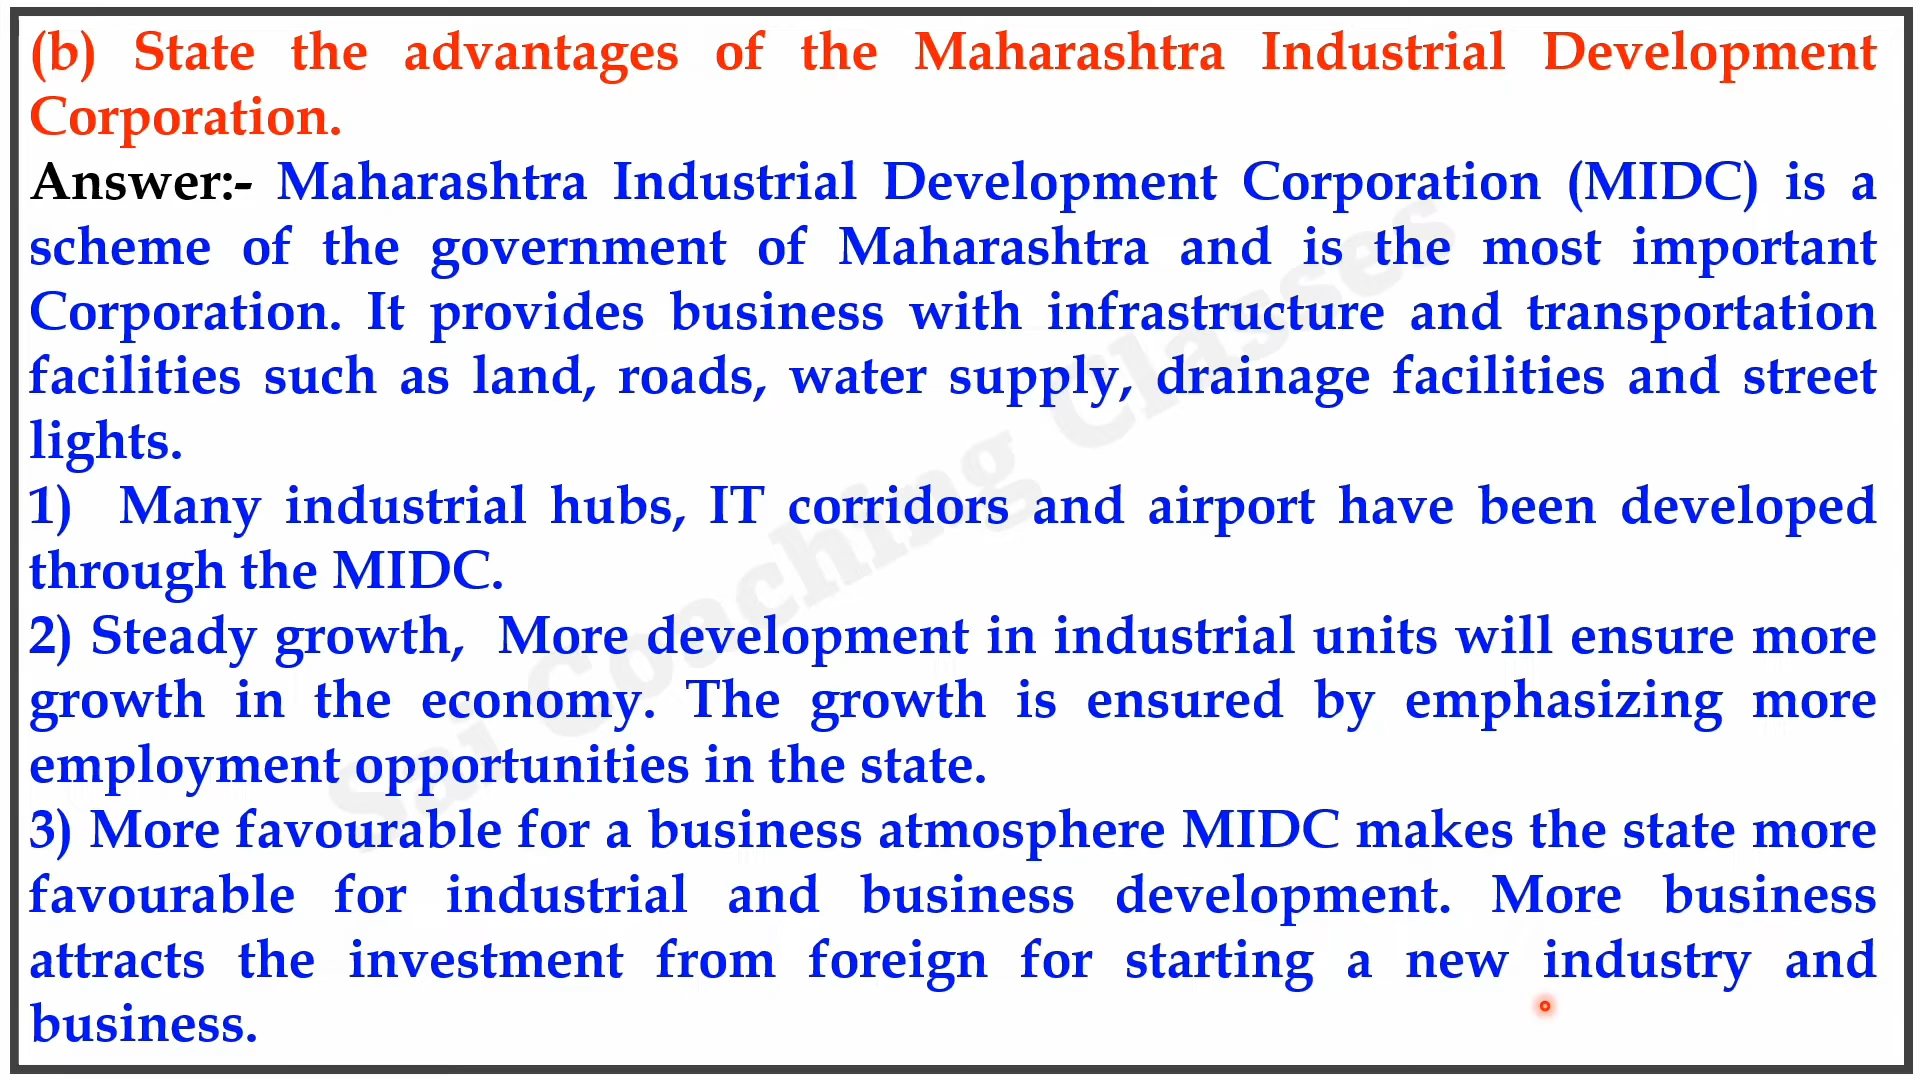 (b) State the advantages of the Maharashtra Industrial Development
Corporation.
Answer:- Maharashtra Industrial Development Corporation (MIDC) is a
scheme of the government of Maharashtra and is the most important
Corporation. It provides business with infrastructure and transportation
facilities such as land, roads, water supply, drainage facilities and street
lights.
1) Many industrial hubs, IT corridors and airport have been developed
through the MIDC.
2) Steady growth, More development in industrial units will ensure more
growth in the economy. The growth is ensured by emphasizing more
employment opportunities in the state.
3) More favourable for a business atmosphere MIDC makes the state more
favourable for industrial and business development. More business
attracts the investment from foreign for starting a new industry and
business.
Sai Coaching Classes